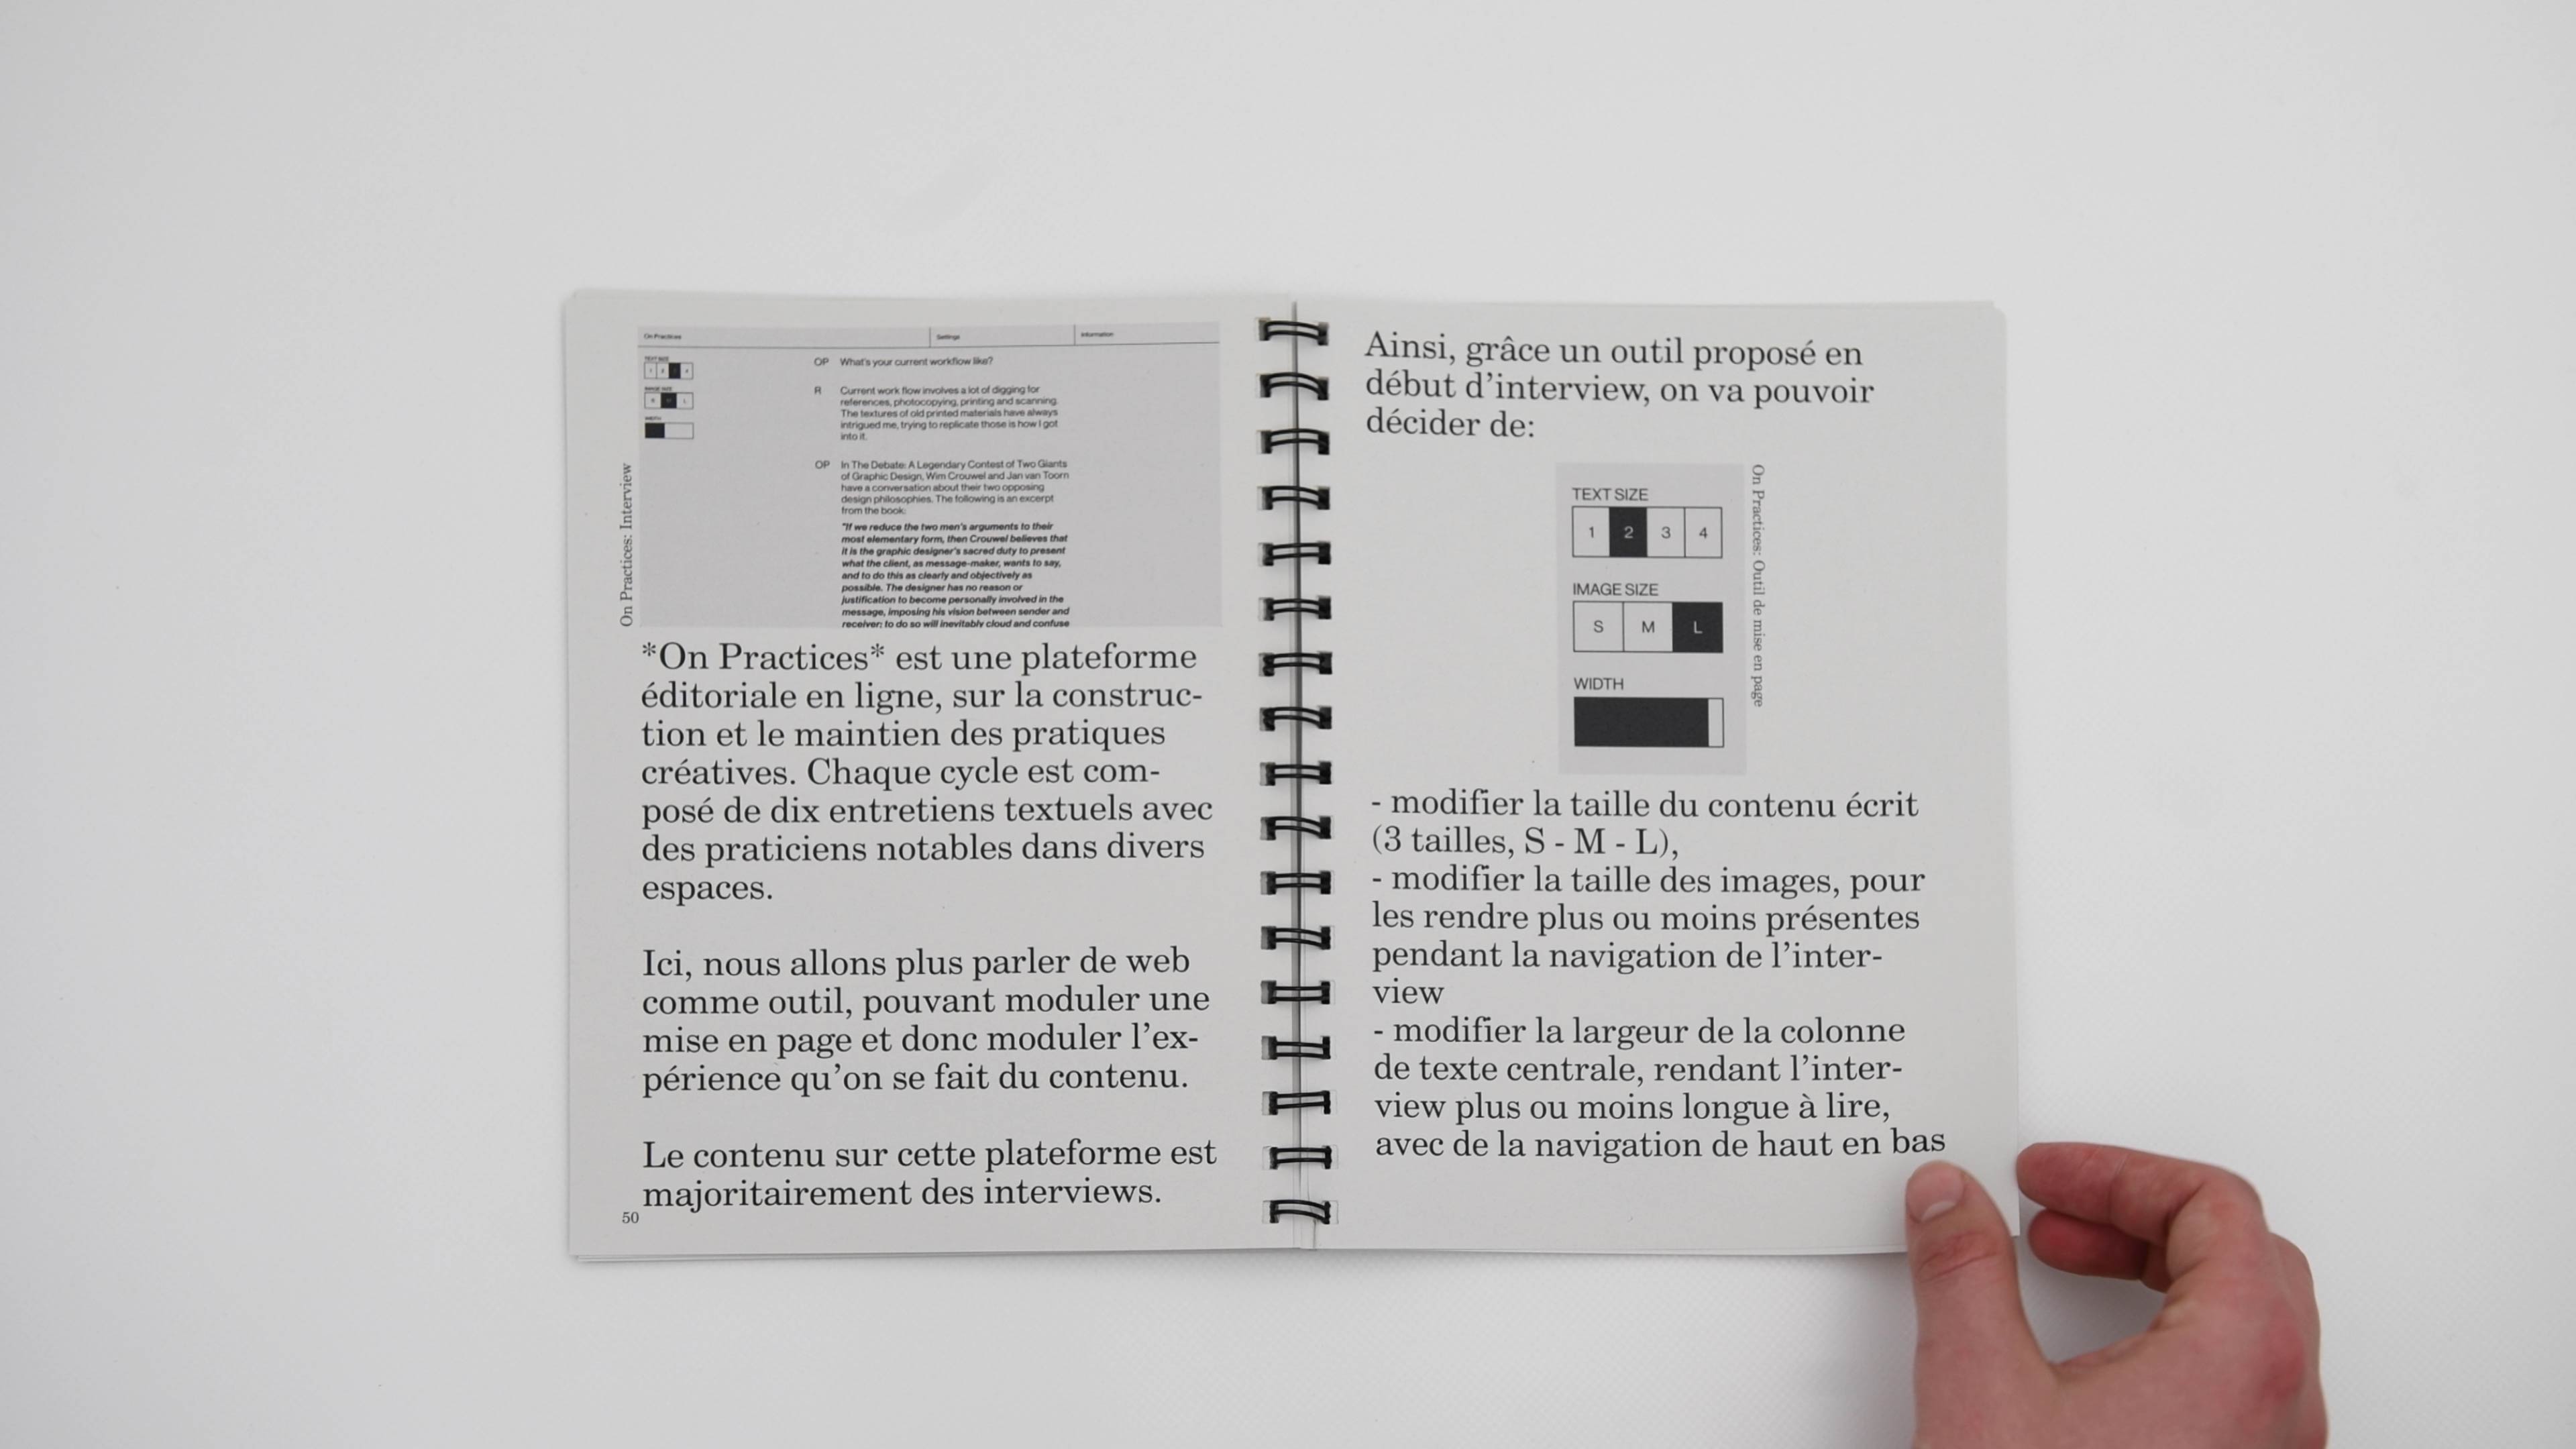 On Practices
Settings
Information
TEXT SIZE
IMAGE SIZE
WIDTH
OP What's your current workflow like?
R Current work flow involves a lot of digging for
references, photocopying, printing and scanning.
The textures of old printed materials have always
intrigued me, trying to replicate those is how I got
into it.
OP In The Debate: A Legendary Contest of Two Giants
of Graphic Design, Wim Crouwel and Jan van Toorn
have a conversation about their two opposing
design philosophies. The following is an excerpt
from the book:
"If we reduce the two men's arguments to their
most elementary form, then Crouwel believes that
it is the graphic designer's sacred duty to present
what the client, as message-maker, wants to say,
and to do this as clearly and objectively as
possible. The designer has no reason or
justification to become personally involved in the
message, imposing his vision between sender and
receiver; to do so will inevitably cloud and confuse
On Practices: Interview
*On Practices* est une plateforme
éditoriale en ligne, sur la construc-
tion et le maintien des pratiques
créatives. Chaque cycle est com-
posé de dix entretiens textuels avec
des praticiens notables dans divers
espaces.
Ici, nous allons plus parler de web
comme outil, pouvant moduler une
mise en page et donc moduler l'ex-
périence qu'on se fait du contenu.
Le contenu sur cette plateforme est
majoritairement des interviews.
50
Ainsi, grâce un outil proposé en
début d'interview, on va pouvoir
décider de:
TEXT SIZE
1 2 3 4
IMAGE SIZE
S M L
WIDTH
On Practices: Outil de mise en page
- modifier la taille du contenu écrit
(3 tailles, S - M - L),
- modifier la taille des images, pour
les rendre plus ou moins présentes
pendant la navigation de l'inter-
view
- modifier la largeur de la colonne
de texte centrale, rendant l'inter-
view plus ou moins longue à lire,
avec de la navigation de haut en bas